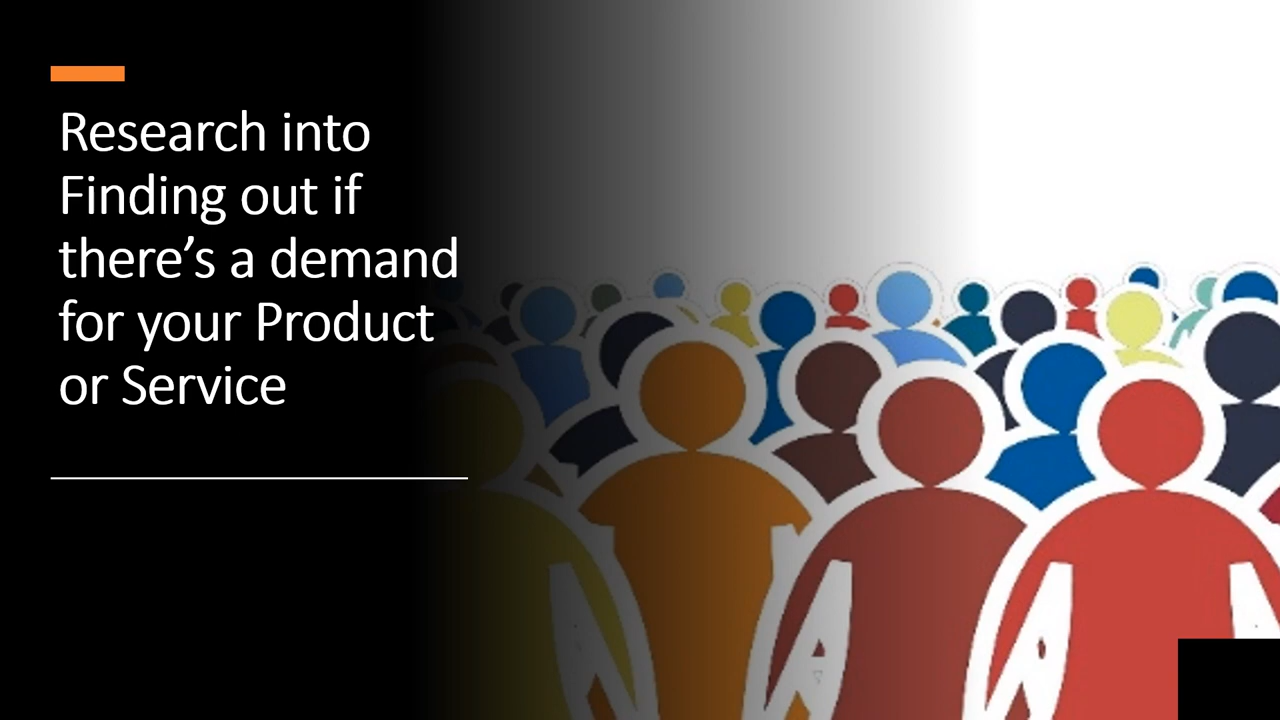 Research into
Finding out if
there’s a demand
for your Product
or Service